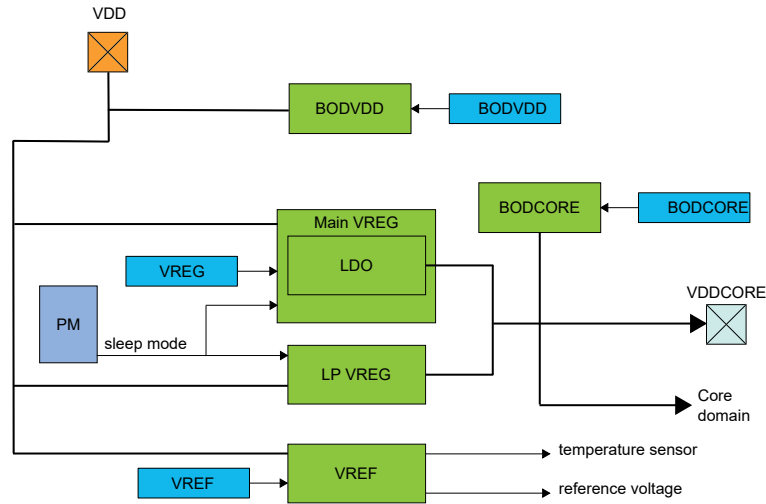 VDD
BODVDD
BODVDD
BODCORE
BODCORE
Main VREG
LDO
VREG
VDDCORE
PM
sleep mode
LP VREG
Core
domain
VREF
temperature sensor
VREF
reference voltage